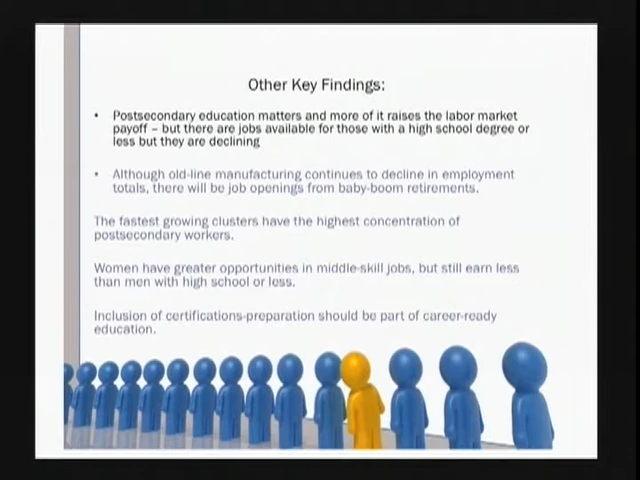 Other Key Findings:
• Postsecondary education matters and more of it raises the labor market
payoff – but there are jobs available for those with a high school degree or
less but they are declining
• Although old-line manufacturing continues to decline in employment
totals, there will be job openings from baby-boom retirements.
The fastest growing clusters have the highest concentration of
postsecondary workers.
Women have greater opportunities in middle-skill jobs, but still earn less
than men with high school or less.
Inclusion of certifications-preparation should be part of career-ready
education.